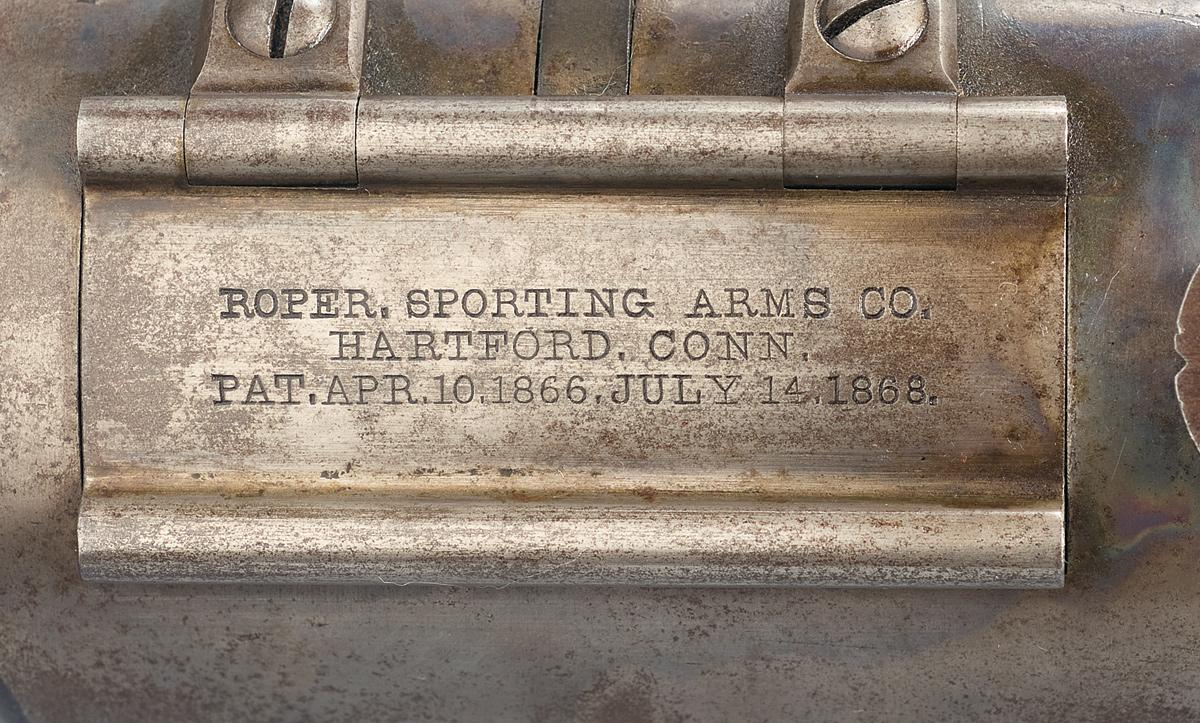 ROPER. SPORTING ARMS CO.
HARTFORD. CONN.
PAT.APR.10.1866.JULY 14.1868.